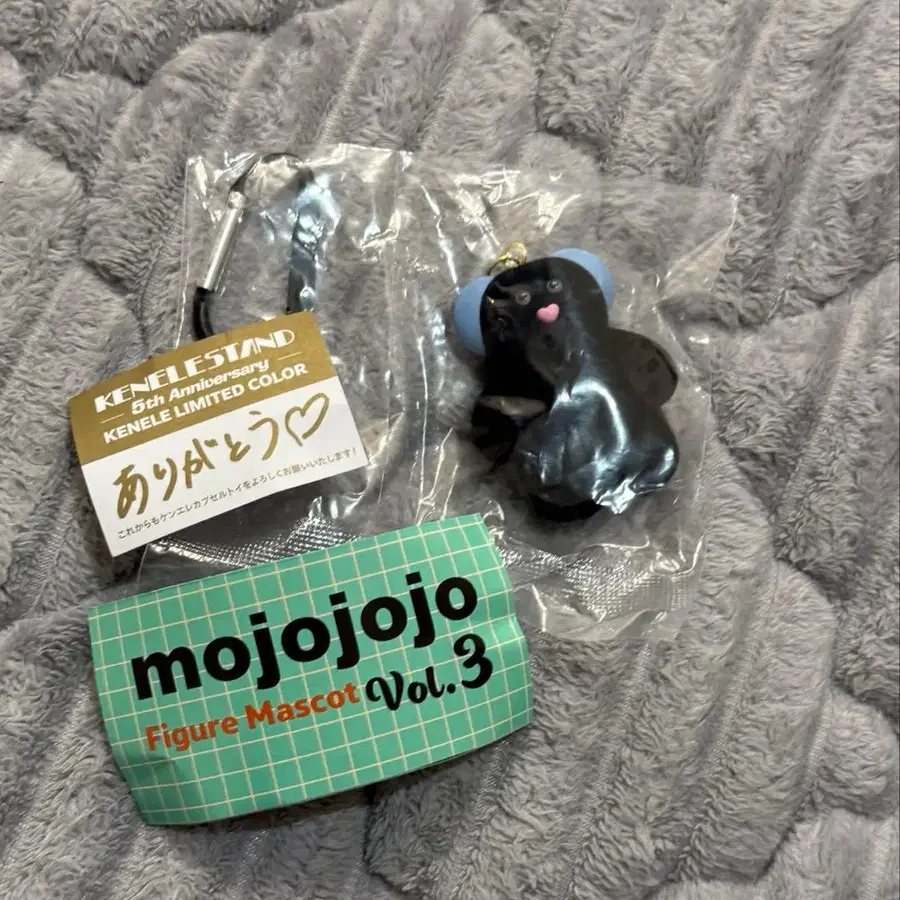 KENELESTAND
5th Anniversary
KENELE LIMITED COLOR
ありがとう♡
これからもケンエレカプセルトイをよろしくお願いいたします!
mojojojo
Figure Mascot Vol.3